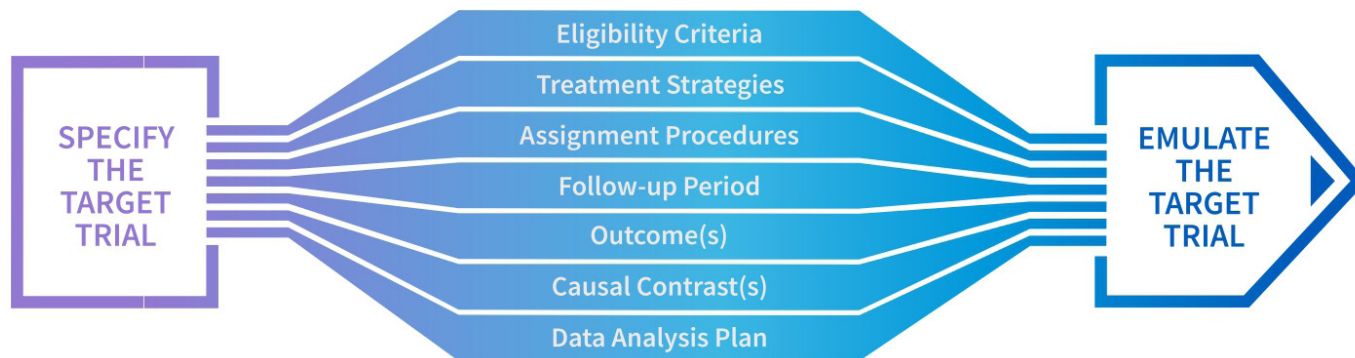 SPECIFY
THE
TARGET
TRIAL
Eligibility Criteria
Treatment Strategies
Assignment Procedures
Follow-up Period
Outcome(s)
Causal Contrast(s)
Data Analysis Plan
EMULATE
THE
TARGET
TRIAL